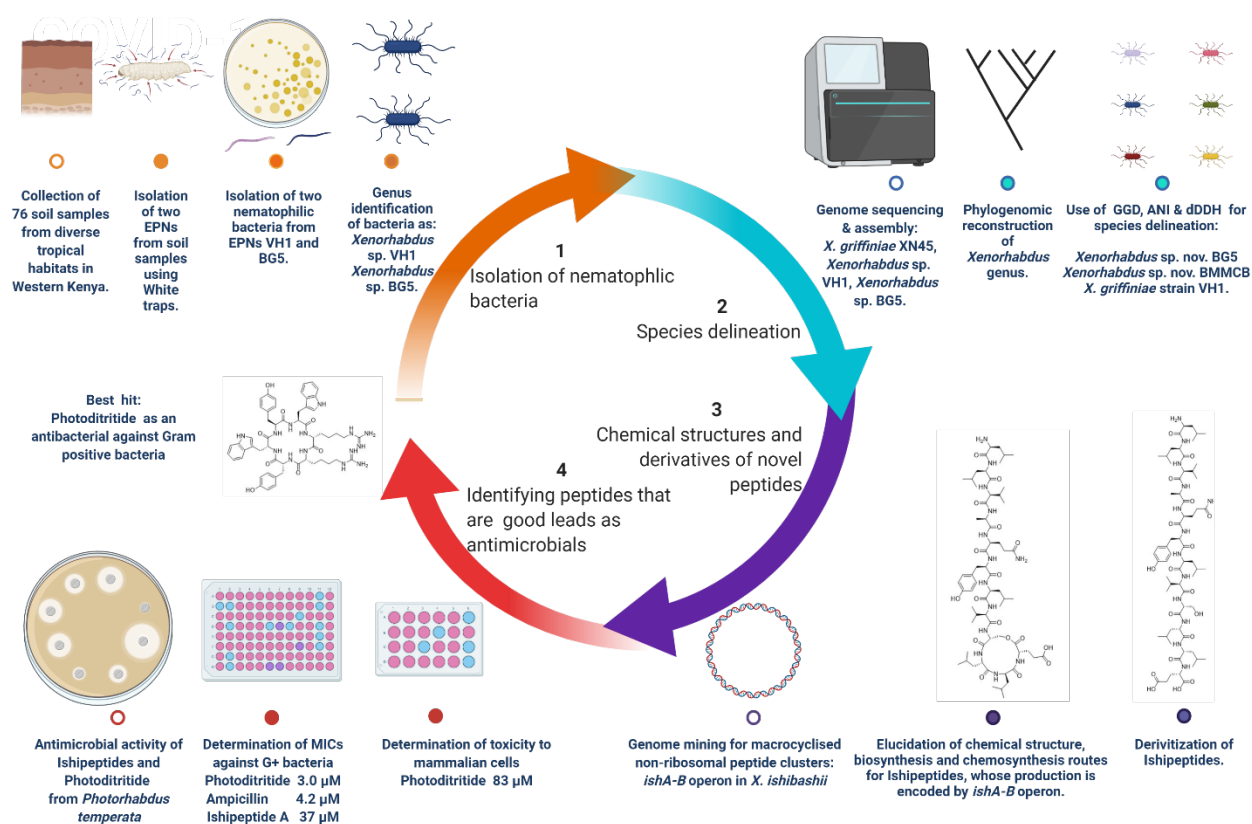 COVID-1
Collection of
76 soil samples
from diverse
tropical
habitats in
Western Kenya.
Isolation
of two
EPNs
from soil
samples
using
White
traps.
Isolation of two
nematophilic
bacteria from
EPNs VH1 and
BG5.
Genus
identification
of bacteria as:
Xenorhabdus
sp. VH1
Xenorhabdus
sp. BG5.
Genome sequencing
& assembly:
X. griffiniae XN45,
Xenorhabdus sp.
VH1, Xenorhabdus
sp. BG5.
Phylogenomic
reconstruction
of
Xenorhabdus
genus.
Use of GGD, ANI & dDDH for
species delineation:
Xenorhabdus sp. nov. BG5
Xenorhabdus sp. nov. BMMCB
X. griffiniae strain VH1.
1
Isolation of nematophlic
bacteria
2
Species delineation
3
Chemical structures and
derivatives of novel
peptides
4
Identifying peptides that
are good leads as
antimicrobials
Best hit:
Photoditritide as an
antibacterial against Gram
positive bacteria
Antimicrobial activity of
Ishipeptides and
Photoditritide
from Photorhabdus
temperata
Determination of MICs
against G+ bacteria
Photoditritide 3.0 µM
Ampicillin 4.2 µM
Ishipeptide A 37 µM
Determination of toxicity to
mammalian cells
Photoditritide 83 µM
Genome mining for macrocyclised
non-ribosomal peptide clusters:
ishA-B operon in X. ishibashii
Elucidation of chemical structure,
biosynthesis and chemosynthesis routes
for Ishipeptides, whose production is
encoded by ishA-B operon.
Derivitization of
Ishipeptides.